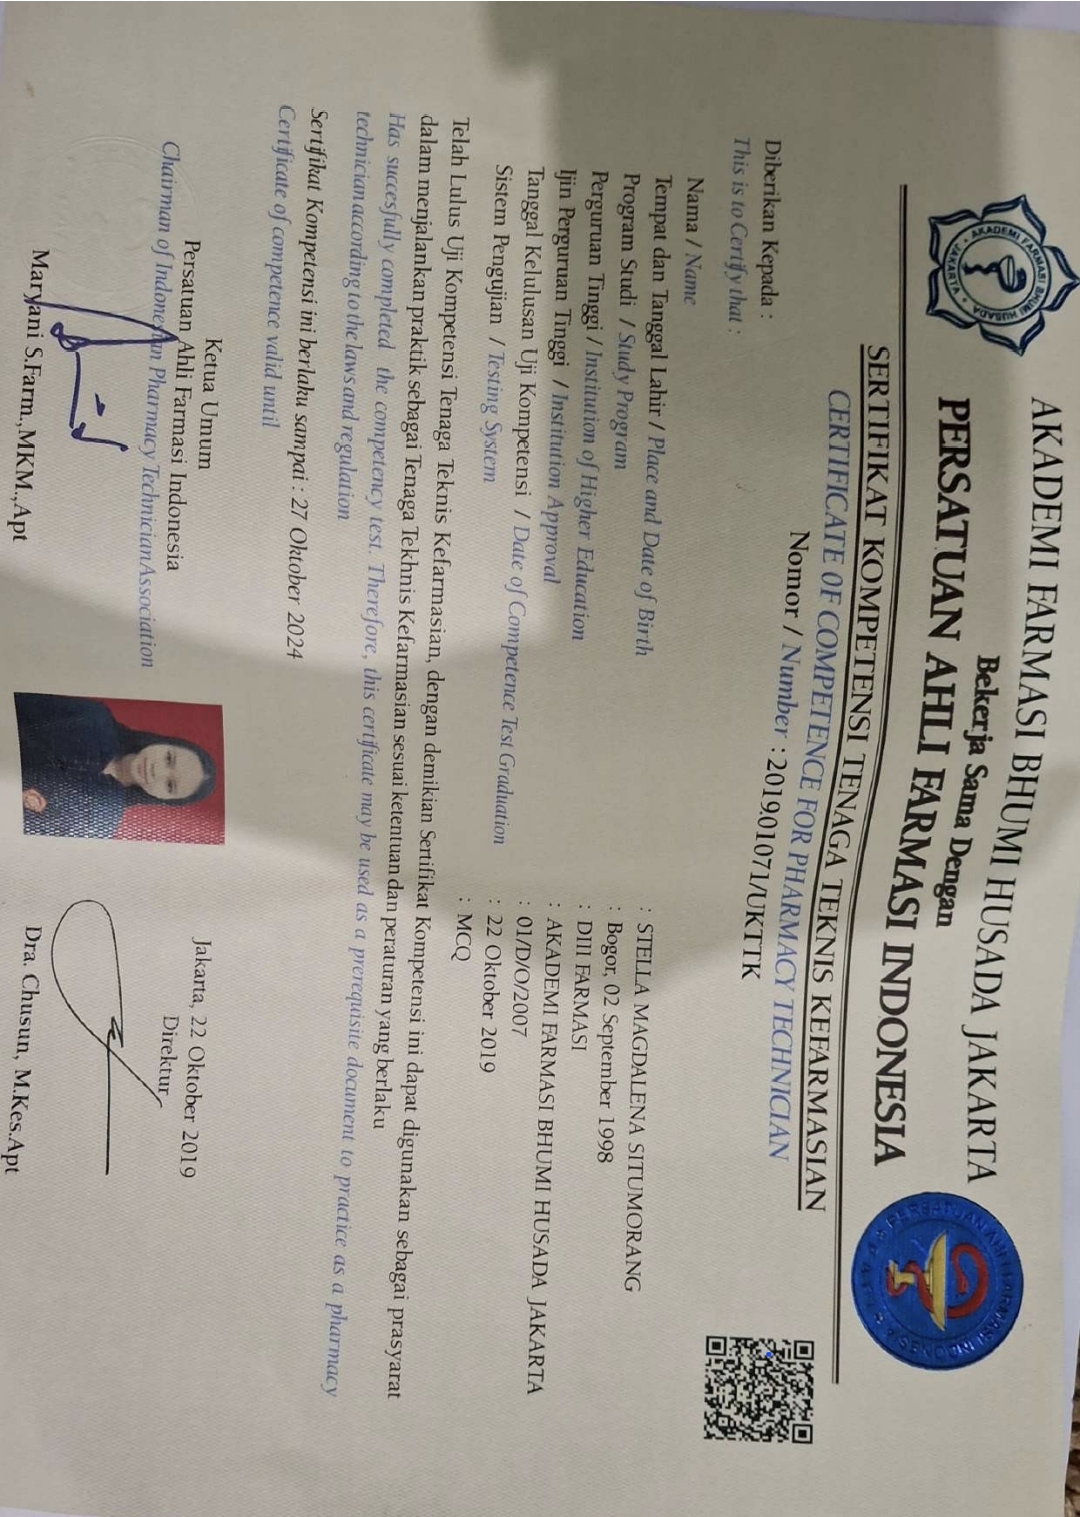 AKADEMI FARMASI BHUMI HUSADA JAKARTA
Bekerja Sama Dengan
PERSATUAN AHLI FARMASI INDONESIA
AKADEMI FARMASI BHUMI HUSADA
JAKARTA
PERSATUAN AHLI FARMASI INDONESIA
SERTIFIKAT KOMPETENSI TENAGA TEKNIS KEFARMASIAN
CERTIFICATE OF COMPETENCE FOR PHARMACY TECHNICIAN
Nomor / Number : 2019.01071/UKTTK
Diberikan Kepada :
This is to Certify that :
Nama / Name : STELLA MAGDALENA SITUMORANG
Tempat dan Tanggal Lahir / Place and Date of Birth : Bogor, 02 September 1998
Program Studi / Study Program : DIII FARMASI
Perguruan Tinggi / Institution of Higher Education : AKADEMI FARMASI BHUMI HUSADA JAKARTA
Ijin Perguruan Tinggi / Institution Approval : 01/D/O/2007
Tanggal Kelulusan Uji Kompetensi / Date of Competence Test Graduation : 22 Oktober 2019
Sistem Pengujian / Testing System : MCQ
Telah Lulus Uji Kompetensi Tenaga Teknis Kefarmasian, dengan demikian Sertifikat Kompetensi ini dapat digunakan sebagai prasyarat
dalam menjalankan praktik sebagai Tenaga Tekhnis Kefarmasian sesuai ketentuan dan peraturan yang berlaku
Has succesfully completed the competency test. Therefore, this certificate may be used as a prerequisite document to practice as a pharmacy
technician according to the laws and regulation
Sertifikat Kompetensi ini berlaku sampai : 27 Oktober 2024
Certificate of competence valid until
Ketua Umum
Persatuan Ahli Farmasi Indonesia
Chairman of Indonesian Pharmacy Technician Association
Maryani S.Farm.,MKM.,Apt
Jakarta, 22 Oktober 2019
Direktur
Dra. Chusun, M.Kes.Apt